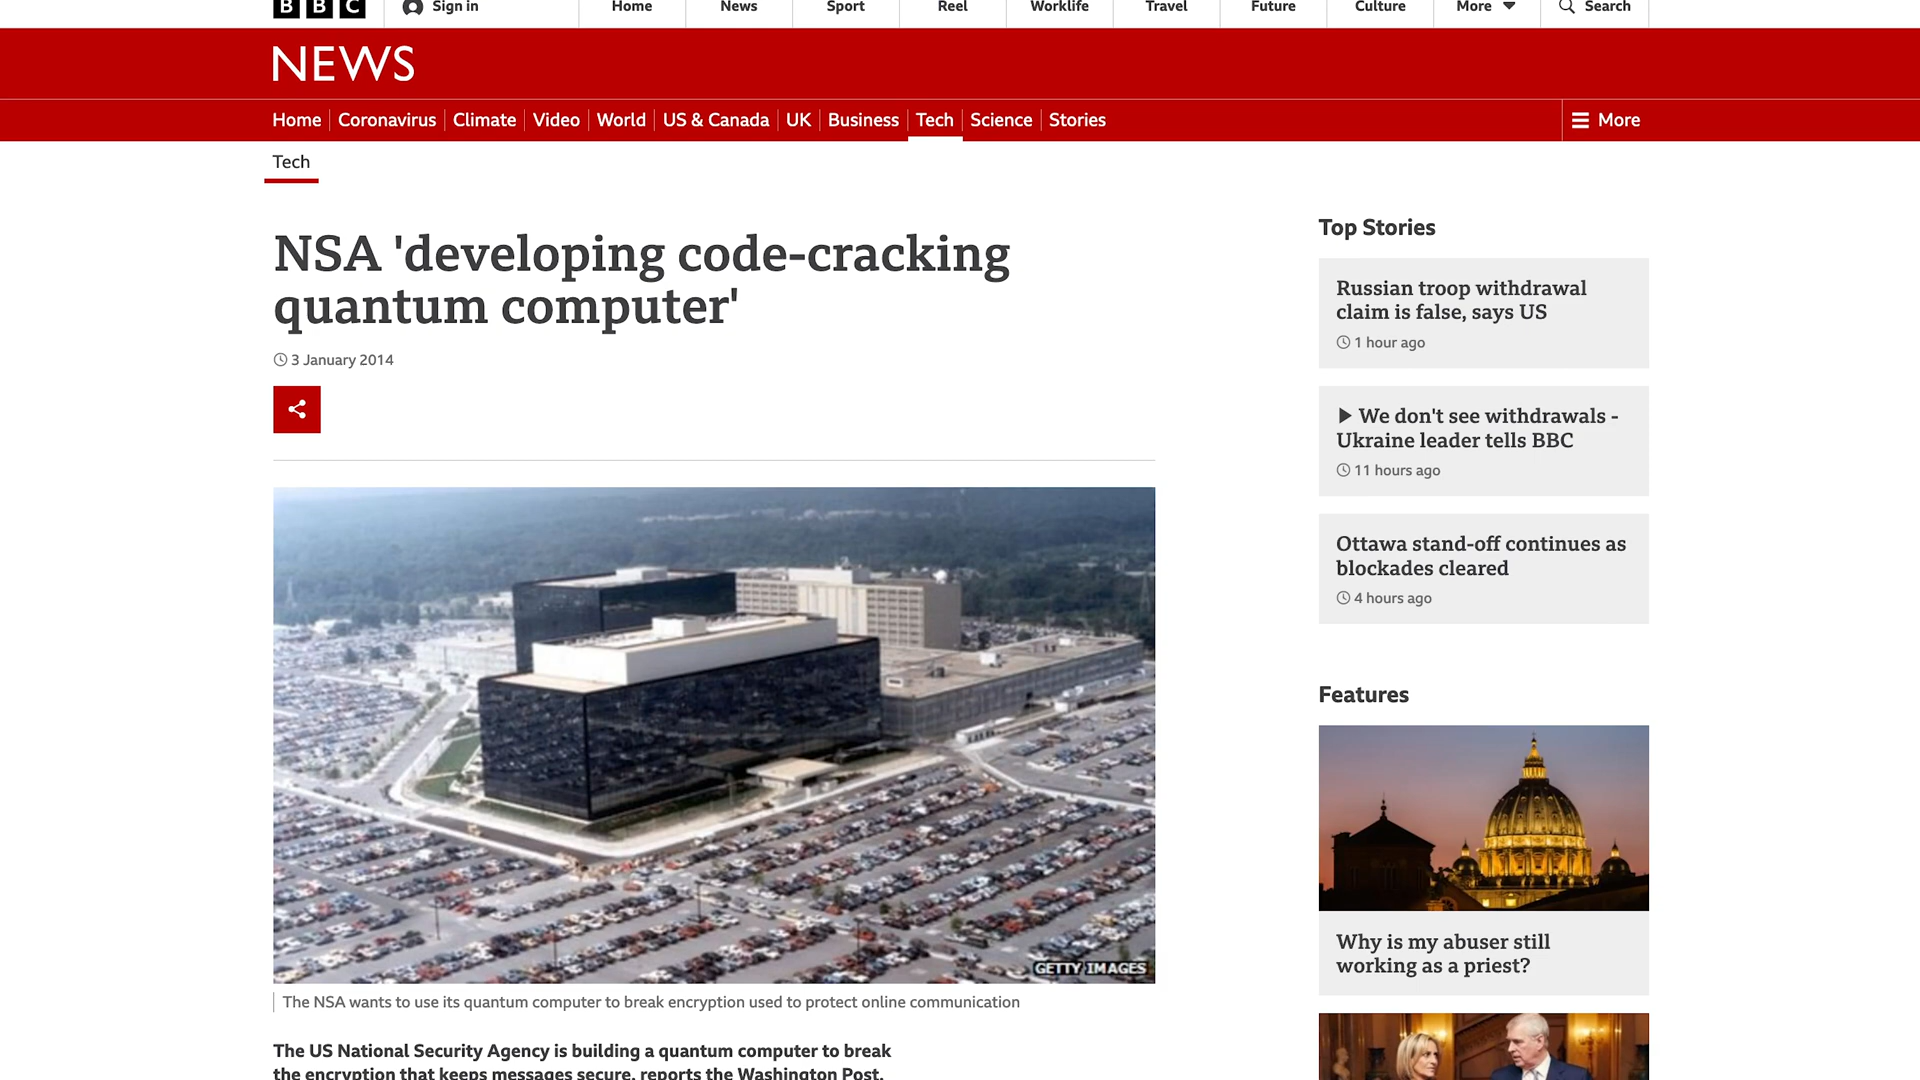 BBC
Sign in
Home
News
Sport
Reel
Worklife
Travel
Future
Culture
More
Search
NEWS
Home
Coronavirus
Climate
Video
World
US & Canada
UK
Business
Tech
Science
Stories
More
Tech
NSA 'developing code-cracking
quantum computer'
3 January 2014
GETTY IMAGES
The NSA wants to use its quantum computer to break encryption used to protect online communication
The US National Security Agency is building a quantum computer to break
the encryption that keeps messages secure, reports the Washington Post.
Top Stories
Russian troop withdrawal
claim is false, says US
1 hour ago
We don't see withdrawals -
Ukraine leader tells BBC
11 hours ago
Ottawa stand-off continues as
blockades cleared
4 hours ago
Features
Why is my abuser still
working as a priest?